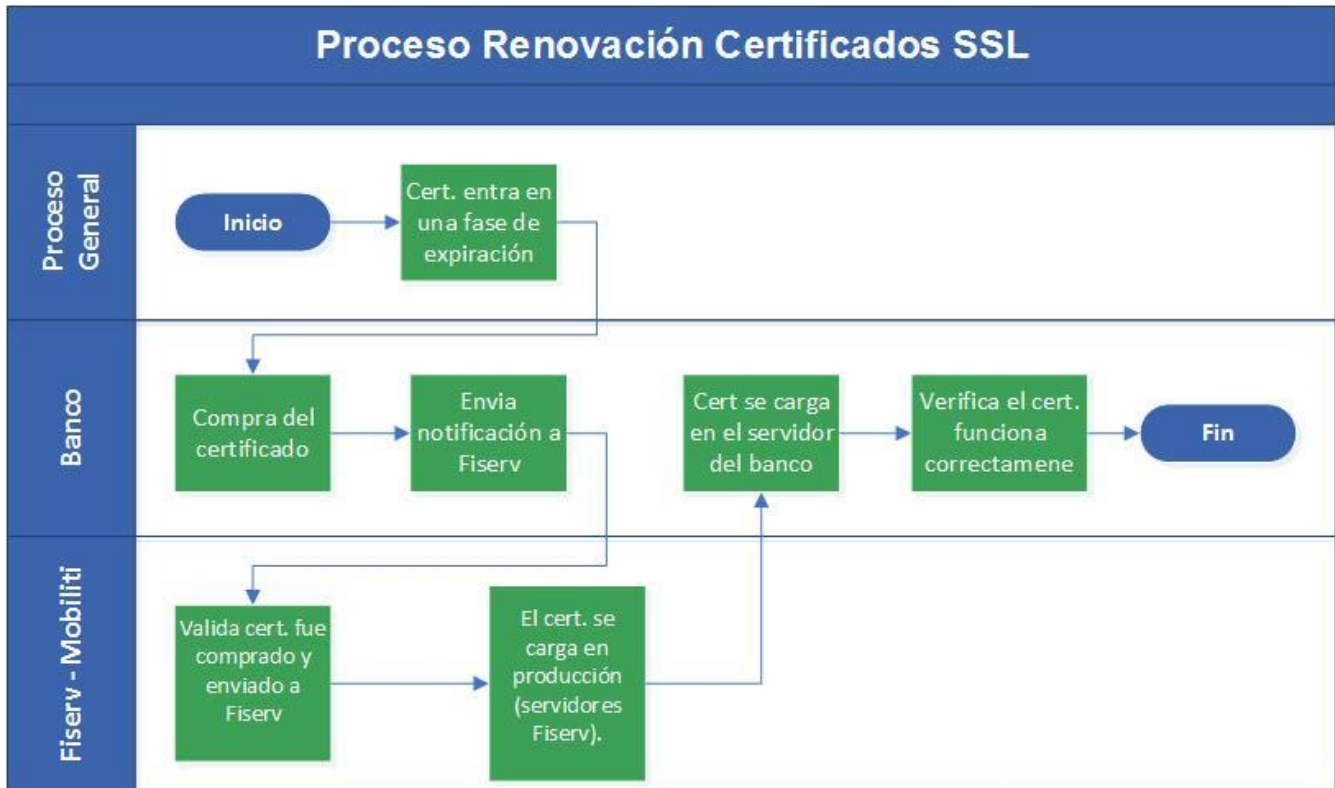 Proceso Renovación Certificados SSL
Proceso
General
Inicio
Cert. entra en
una fase de
expiración
Banco
Compra del
certificado
Envia
notificación a
Fiserv
Cert se carga
en el servidor
del banco
Verifica el cert.
funciona
correctamene
Fin
Fiserv - Mobiliti
Valida cert. fue
comprado y
enviado a
Fiserv
El cert. se
carga en
producción
(servidores
Fiserv).